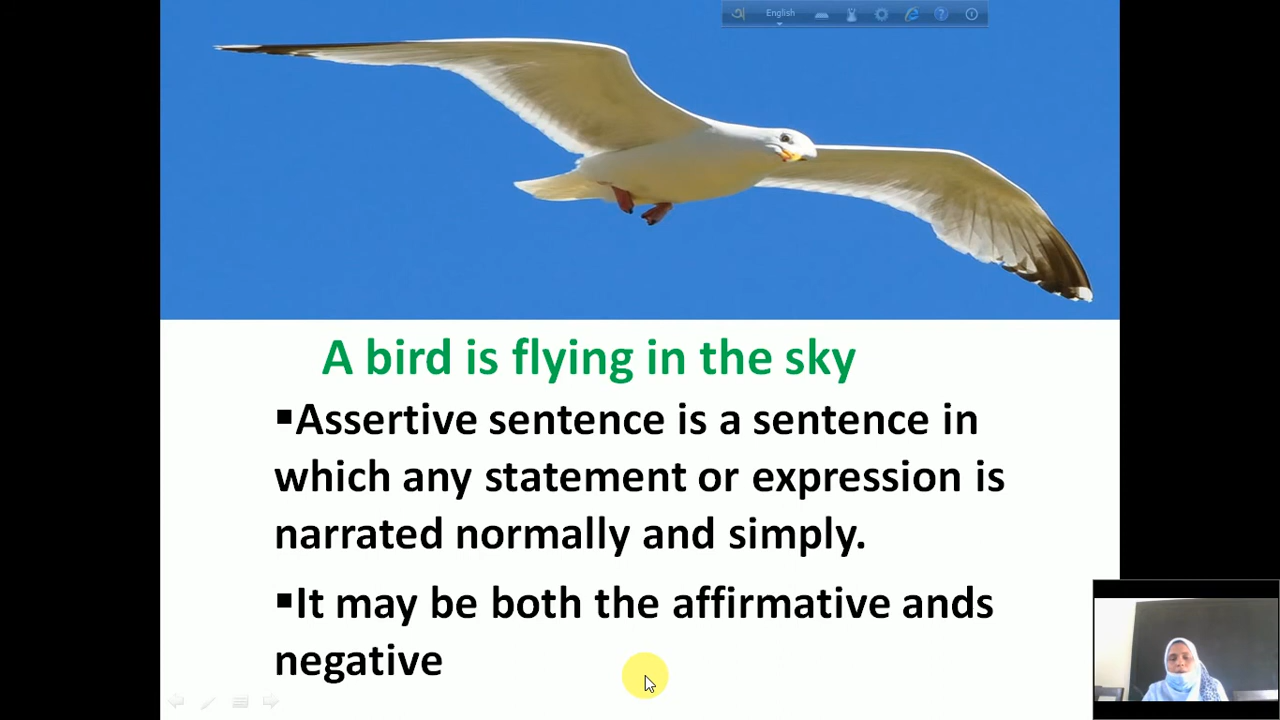 English
A bird is flying in the sky
▪Assertive sentence is a sentence in
which any statement or expression is
narrated normally and simply.
▪It may be both the affirmative ands
negative